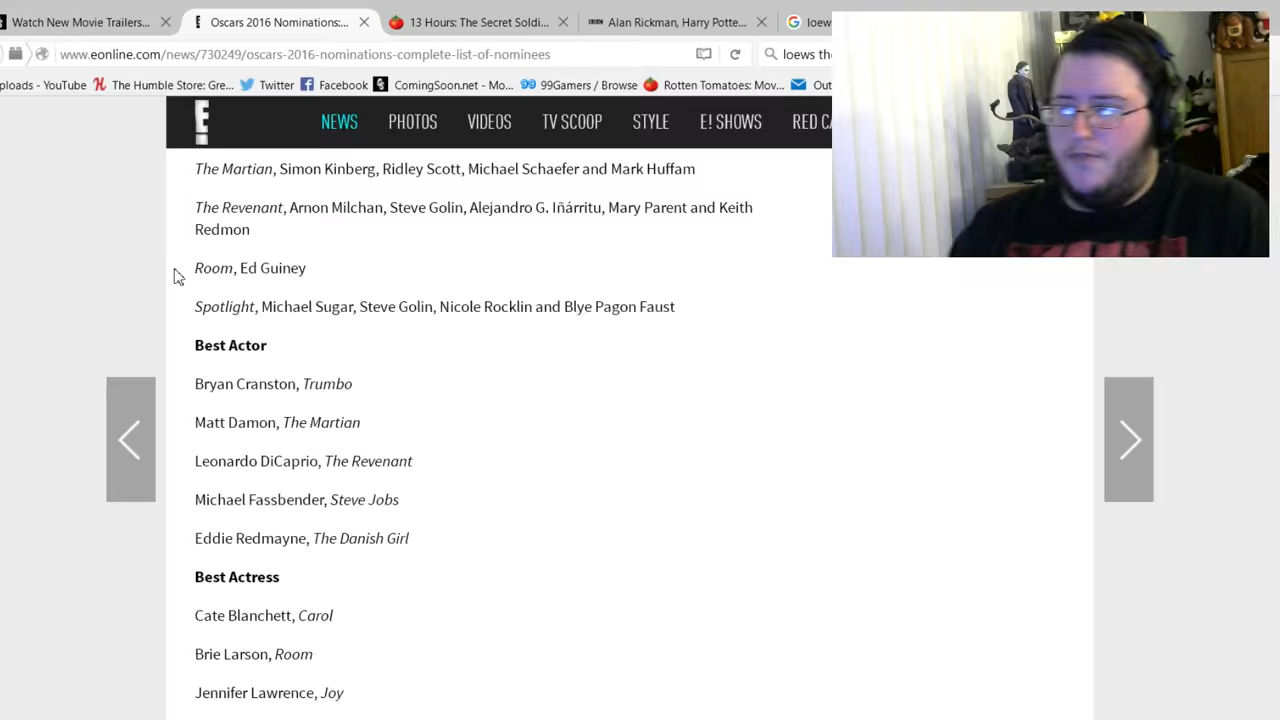 Watch New Movie Trailers...
Oscars 2016 Nominations:...
13 Hours: The Secret Soldi...
Alan Rickman, Harry Potte...
loew
www.eonline.com/news/730249/oscars-2016-nominations-complete-list-of-nominees
loews the
ploads - YouTube
The Humble Store: Gre...
Twitter
Facebook
ComingSoon.net - Mo...
99Gamers / Browse
Rotten Tomatoes: Mov...
Out
E!
NEWS
PHOTOS
VIDEOS
TV SCOOP
STYLE
E! SHOWS
RED CA
The Martian, Simon Kinberg, Ridley Scott, Michael Schaefer and Mark Huffam
The Revenant, Arnon Milchan, Steve Golin, Alejandro G. Iñárritu, Mary Parent and Keith
Redmon
Room, Ed Guiney
Spotlight, Michael Sugar, Steve Golin, Nicole Rocklin and Blye Pagon Faust
Best Actor
Bryan Cranston, Trumbo
Matt Damon, The Martian
Leonardo DiCaprio, The Revenant
Michael Fassbender, Steve Jobs
Eddie Redmayne, The Danish Girl
Best Actress
Cate Blanchett, Carol
Brie Larson, Room
Jennifer Lawrence, Joy